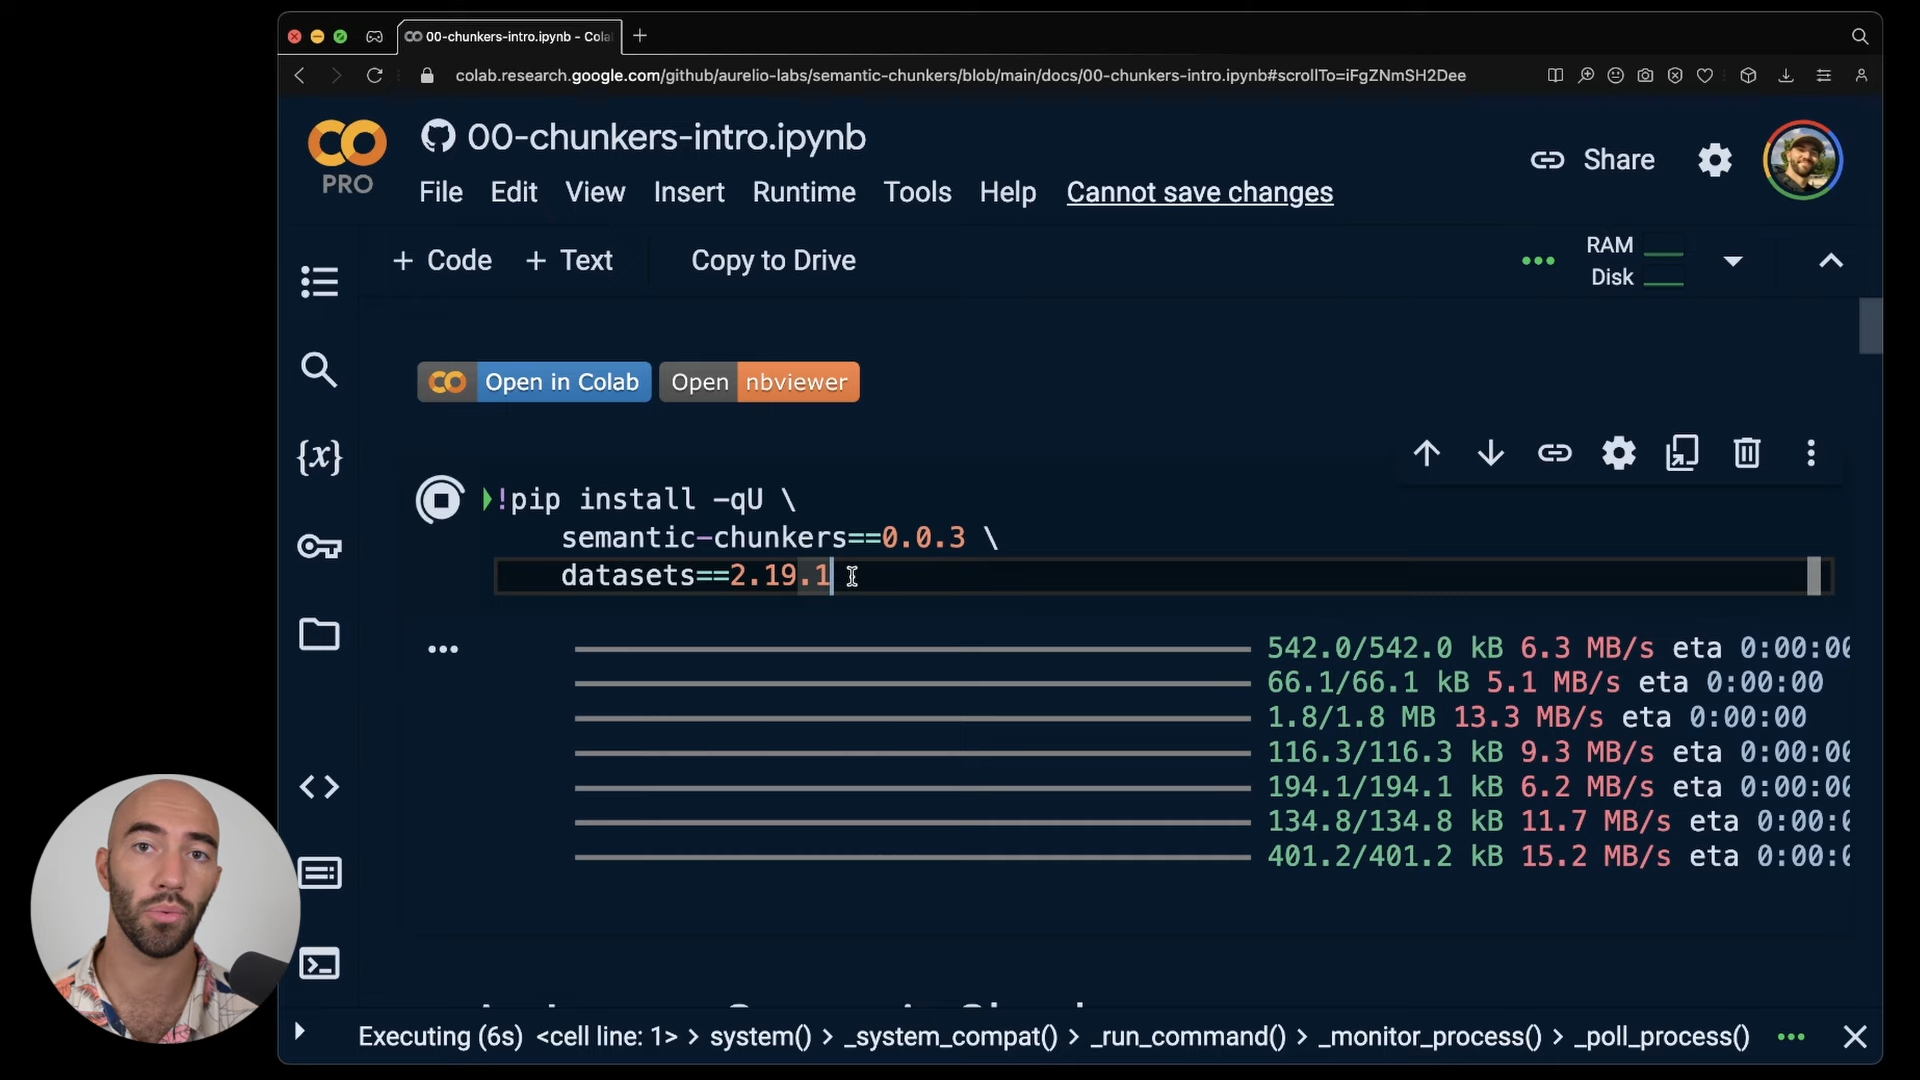 00-chunkers-intro.ipynb - Cola
colab.research.google.com/github/aurelio-labs/semantic-chunkers/blob/main/docs/00-chunkers-intro.ipynb#scrollTo=iFgZNmSH2Dee
PRO
00-chunkers-intro.ipynb
File Edit View Insert Runtime Tools Help Cannot save changes
Share
+ Code + Text Copy to Drive
RAM
Disk
Open in Colab Open nbviewer
{x}
!pip install -qU \
semantic-chunkers==0.0.3 \
datasets==2.19.1
542.0/542.0 kB 6.3 MB/s eta 0:00:00
66.1/66.1 kB 5.1 MB/s eta 0:00:00
1.8/1.8 MB 13.3 MB/s eta 0:00:00
116.3/116.3 kB 9.3 MB/s eta 0:00:00
194.1/194.1 kB 6.2 MB/s eta 0:00:00
134.8/134.8 kB 11.7 MB/s eta 0:00:0
401.2/401.2 kB 15.2 MB/s eta 0:00:0
Executing (6s) <cell line: 1> > system() > _system_compat() > _run_command() > _monitor_process() > _poll_process()